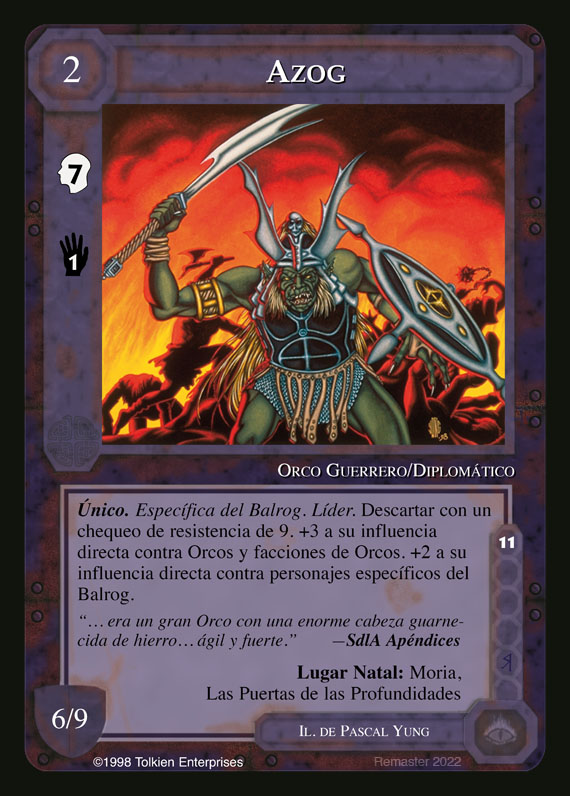 2
AZOG
7
1
ORCO GUERRERO/DIPLOMÁTICO
Único. Específica del Balrog. Líder. Descartar con un
chequeo de resistencia de 9. +3 a su influencia
directa contra Orcos y facciones de Orcos. +2 a su
influencia directa contra personajes específicos del
Balrog.
11
“… era un gran Orco con una enorme cabeza guarne-
cida de hierro… ágil y fuerte.” —SdlA Apéndices
Lugar Natal: Moria,
Las Puertas de las Profundidades
6/9
IL. DE PASCAL YUNG
©1998 Tolkien Enterprises
Remaster 2022